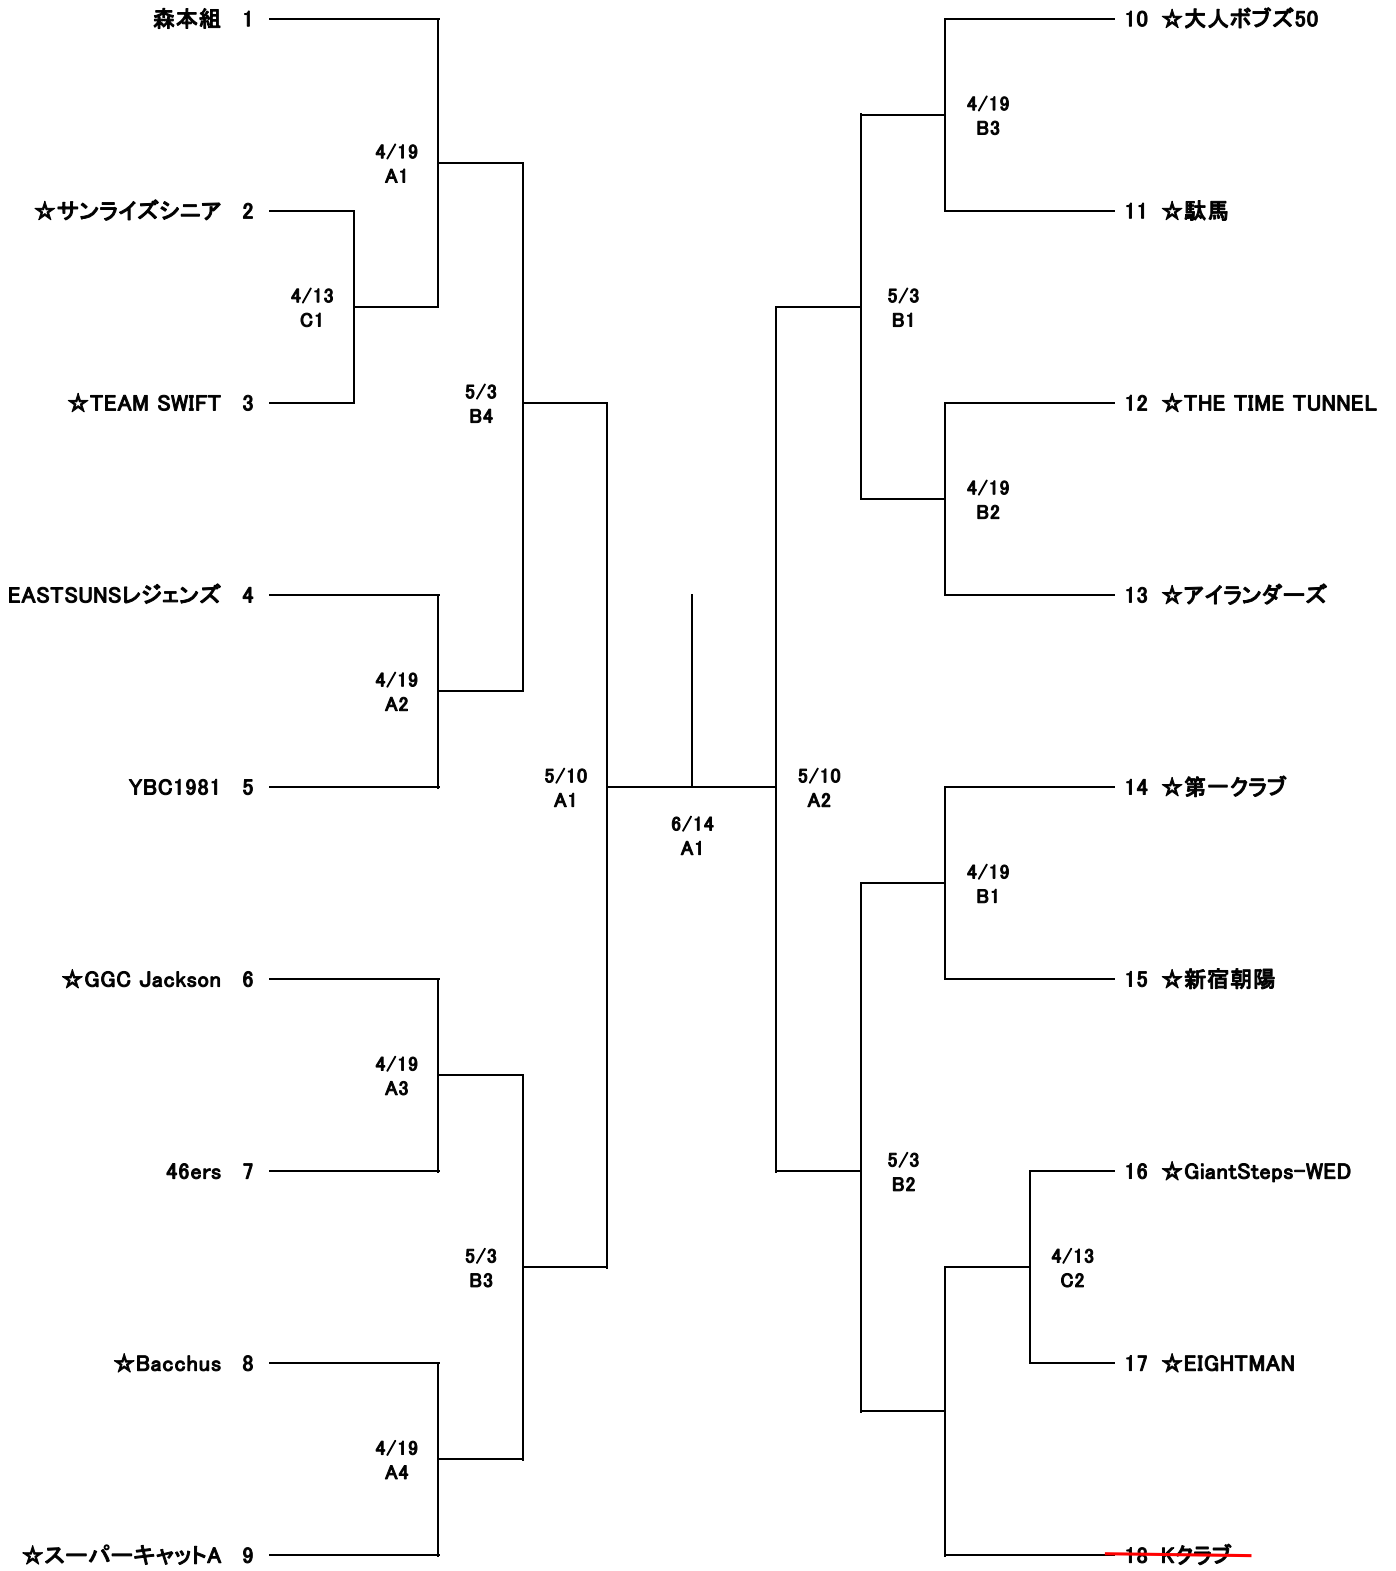 森本組 1
4/19
A1
☆サンライズシニア 2
4/13
C1
☆TEAM SWIFT 3
5/3
B4
EASTSUNSレジェンズ 4
4/19
A2
YBC1981 5
5/10
A1
☆GGC Jackson 6
4/19
A3
46ers 7
5/3
B3
☆Bacchus 8
4/19
A4
☆スーパーキャットA 9
6/14
A1
10 ☆大人ボブズ50
4/19
B3
11 ☆駄馬
5/3
B1
12 ☆THE TIME TUNNEL
4/19
B2
13 ☆アイランダーズ
5/10
A2
14 ☆第一クラブ
4/19
B1
15 ☆新宿朝陽
5/3
B2
16 ☆GiantSteps-WED
4/13
C2
17 ☆EIGHTMAN
18 Kクラブ